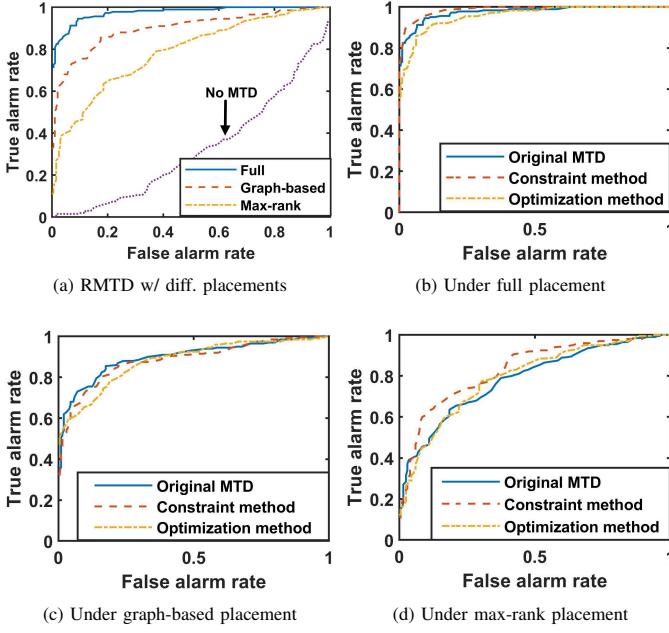 True alarm rate
1
0.8
0.6
0.4
0.2
0
0 0.2 0.4 0.6 0.8 1
False alarm rate
No MTD
Full
Graph-based
Max-rank
(a) RMTD w/ diff. placements
True alarm rate
1
0.8
0.6
0.4
0.2
0
0 0.5 1
False alarm rate
Original MTD
Constraint method
Optimization method
(b) Under full placement
True alarm rate
1
0.8
0.6
0.4
0.2
0
0 0.5 1
False alarm rate
Original MTD
Constraint method
Optimization method
(c) Under graph-based placement
True alarm rate
1
0.8
0.6
0.4
0.2
0
0 0.5 1
False alarm rate
Original MTD
Constraint method
Optimization method
(d) Under max-rank placement